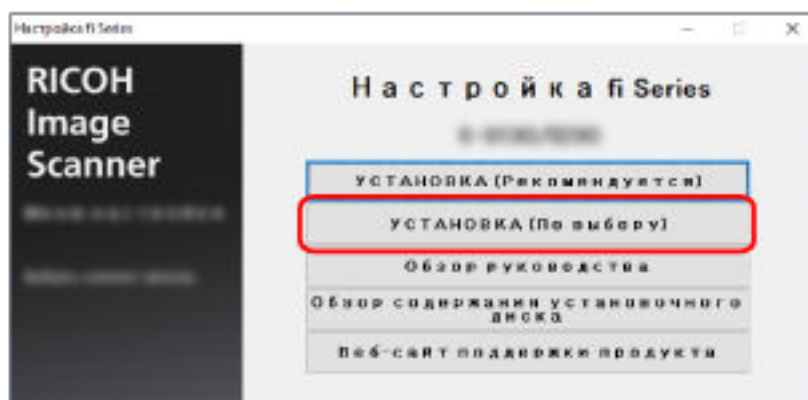 Настройка fi Series
RICOH
Image
Scanner
Настройка fi Series
УСТАНОВКА (Рекомендуется)
УСТАНОВКА (По выбору)
Обзор руководства
Обзор содержания установочного
диска
Веб-сайт поддержки продукта